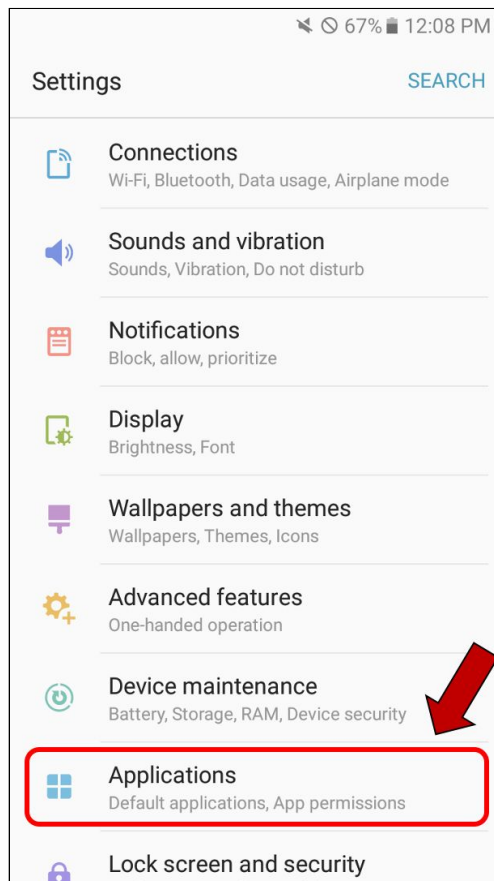 67% 12:08 PM
Settings SEARCH
Connections
Wi-Fi, Bluetooth, Data usage, Airplane mode
Sounds and vibration
Sounds, Vibration, Do not disturb
Notifications
Block, allow, prioritize
Display
Brightness, Font
Wallpapers and themes
Wallpapers, Themes, Icons
Advanced features
One-handed operation
Device maintenance
Battery, Storage, RAM, Device security
Applications
Default applications, App permissions
Lock screen and security